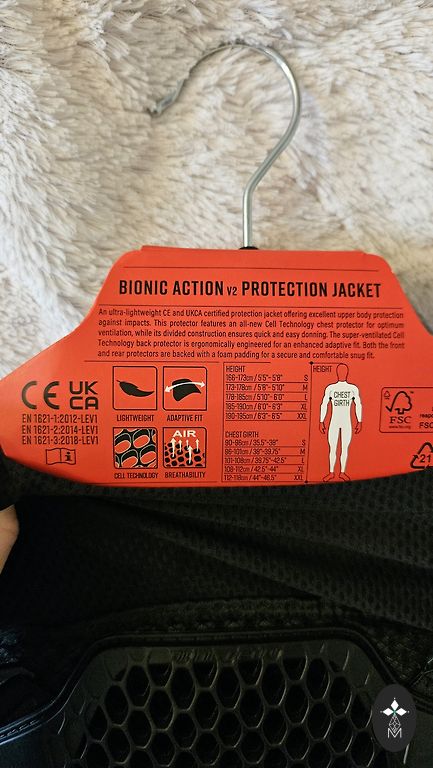 BIONIC ACTION V2 PROTECTION JACKET
An ultra-lightweight CE and UKCA certified protection jacket offering excellent upper body protection
against impacts. This protector features an all-new Cell Technology chest protector for optimum
ventilation, while its divided construction ensures quick and easy donning. The super-ventilated Cell
Technology back protector is ergonomically engineered for an enhanced adaptive fit. Both the front
and rear protectors are backed with a foam padding for a secure and comfortable snug fit.
CE UK
CA
EN 1621-1:2012-LEV1
EN 1621-2:2014-LEV1
EN 1621-3:2018-LEV1
i
LIGHTWEIGHT
ADAPTIVE FIT
AIR
CELL TECHNOLOGY
BREATHABILITY
HEIGHT
168-173cm / 5'5"- 5'8" S
173-178cm / 5'8"-5'10" M
178-185cm / 5'10"-6'0" L
185-190cm / 6'0"-6'3" XL
190-195cm / 6'3"-6'5" XXL
CHEST GIRTH
90-96cm / 35.5"-38" S
96-101cm / 38"-39.75" M
101-108cm / 39.75"-42.5" L
108-112cm / 42.5"-44" XL
112-118cm / 44"-46.5" XXL
HEIGHT
CHEST
GIRTH
FSC
www.fsc.org
FSC
21
M